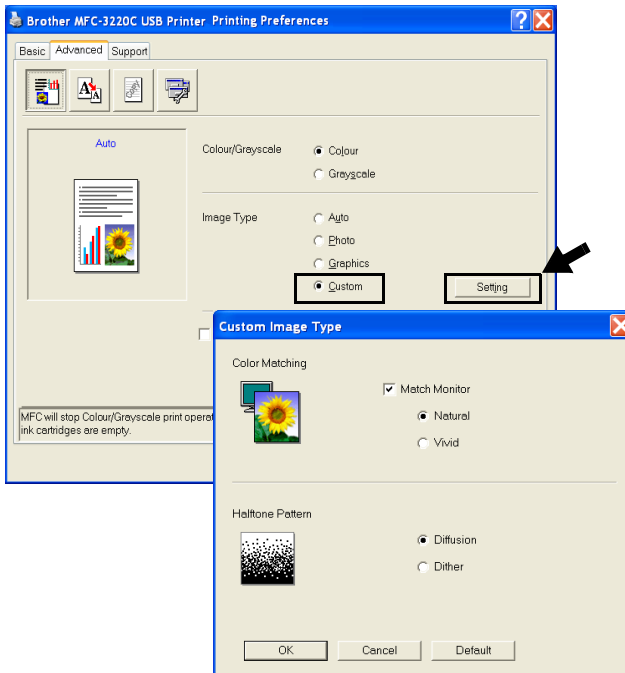 Brother MFC-3220C USB Printer Printing Preferences
Basic Advanced Support
Auto
Colour/Grayscale
Colour
Grayscale
Image Type
Auto
Photo
Graphics
Custom
Setting
MFC will stop Colour/Grayscale print operat
ink cartridges are empty.
Custom Image Type
Color Matching
Match Monitor
Natural
Vivid
Halftone Pattern
Diffusion
Dither
OK Cancel Default